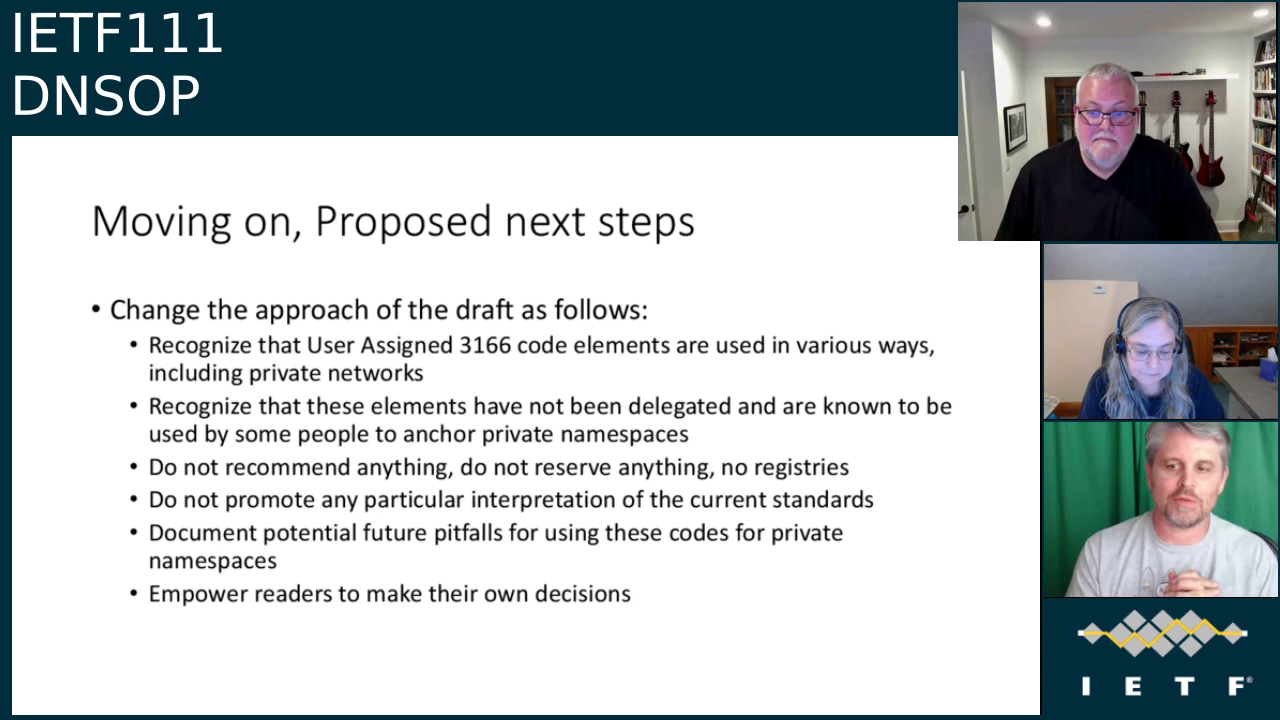 IETF111
DNSOP
Moving on, Proposed next steps
• Change the approach of the draft as follows:
• Recognize that User Assigned 3166 code elements are used in various ways,
including private networks
• Recognize that these elements have not been delegated and are known to be
used by some people to anchor private namespaces
• Do not recommend anything, do not reserve anything, no registries
• Do not promote any particular interpretation of the current standards
• Document potential future pitfalls for using these codes for private
namespaces
• Empower readers to make their own decisions
I E T F®